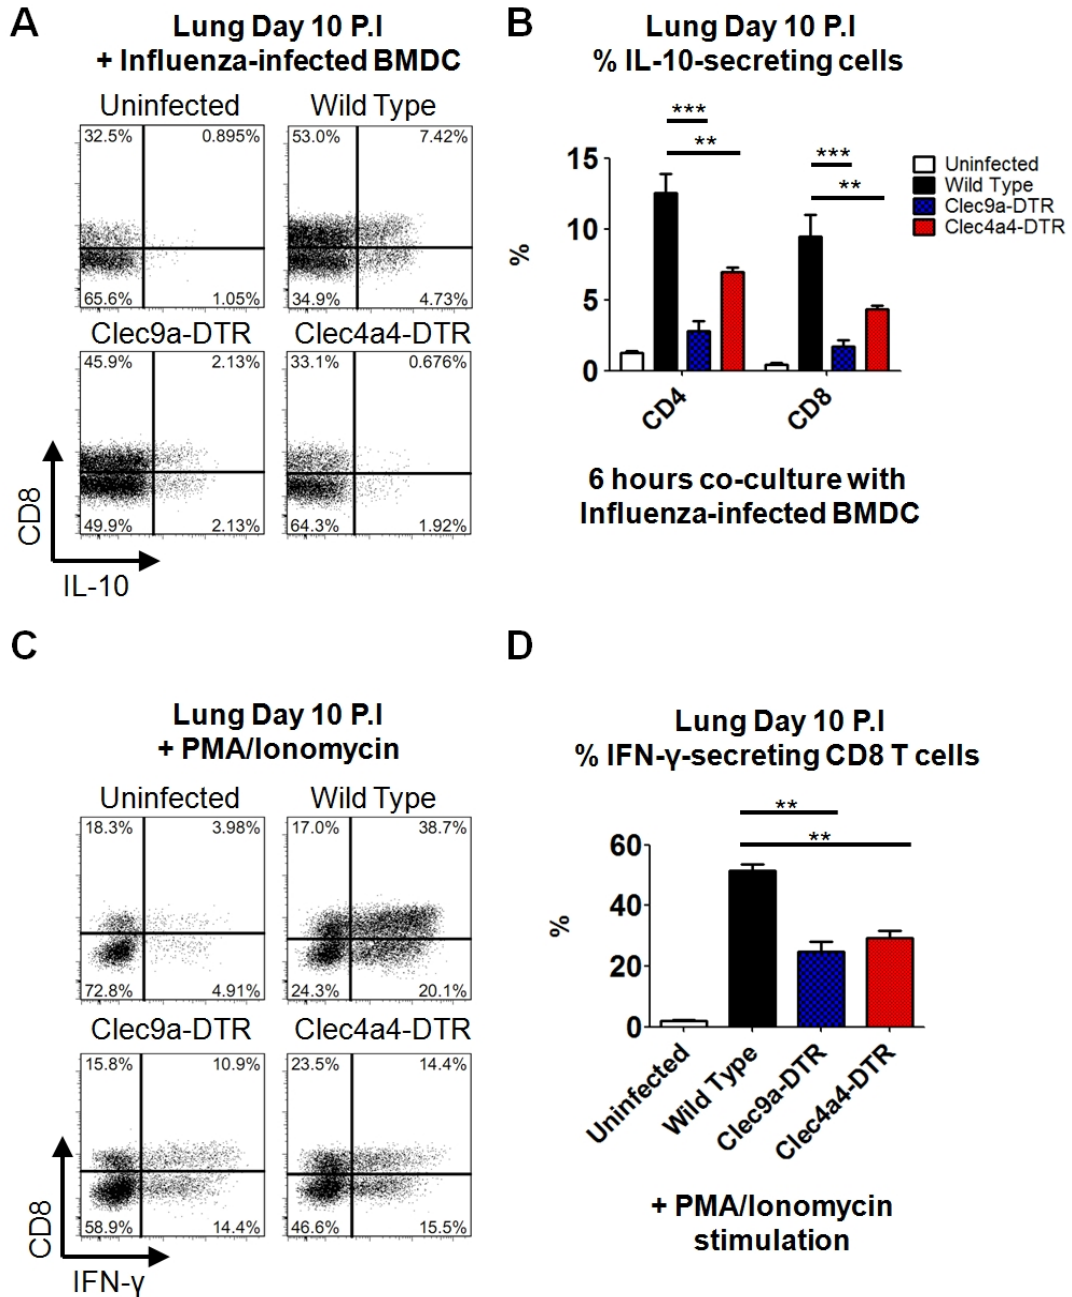 A
Lung Day 10 P.I
+ Influenza-infected BMDC
Uninfected
Wild Type
32.5%
0.895%
53.0%
7.42%
65.6%
1.05%
34.9%
4.73%
Clec9a-DTR
Clec4a4-DTR
45.9%
2.13%
33.1%
0.676%
49.9%
2.13%
64.3%
1.92%
CD8
IL-10
B
Lung Day 10 P.I
% IL-10-secreting cells
***
**
***
**
15
10
5
0
%
CD4
CD8
Uninfected
Wild Type
Clec9a-DTR
Clec4a4-DTR
6 hours co-culture with
Influenza-infected BMDC
C
Lung Day 10 P.I
+ PMA/Ionomycin
Uninfected
Wild Type
18.3%
3.98%
17.0%
38.7%
72.8%
4.91%
24.3%
20.1%
Clec9a-DTR
Clec4a4-DTR
15.8%
10.9%
23.5%
14.4%
58.9%
14.4%
46.6%
15.5%
CD8
IFN-γ
D
Lung Day 10 P.I
% IFN-γ-secreting CD8 T cells
**
**
60
40
20
0
%
Uninfected
Wild Type
Clec9a-DTR
Clec4a4-DTR
+ PMA/Ionomycin
stimulation